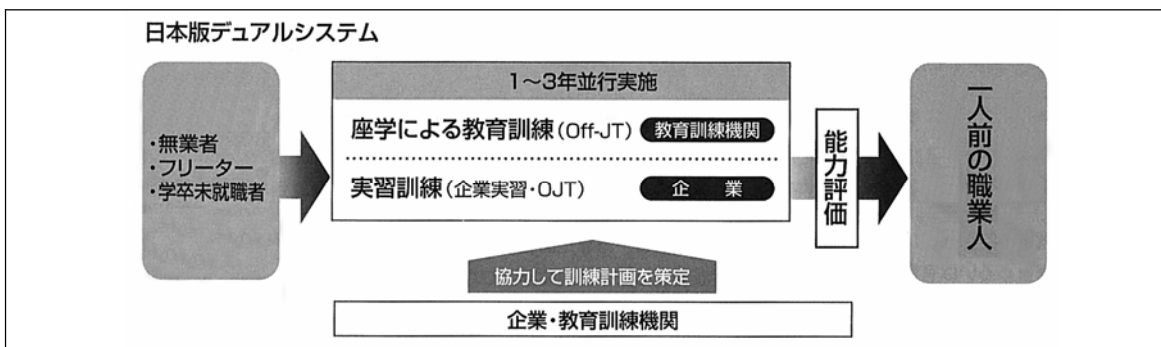 日本版デュアルシステム
・無業者
・フリーター
・学卒未就職者
1～3年並行実施
座学による教育訓練(Off-JT) 教育訓練機関
実習訓練(企業実習・OJT) 企 業
能力評価
一人前の職業人
協力して訓練計画を策定
企業・教育訓練機関